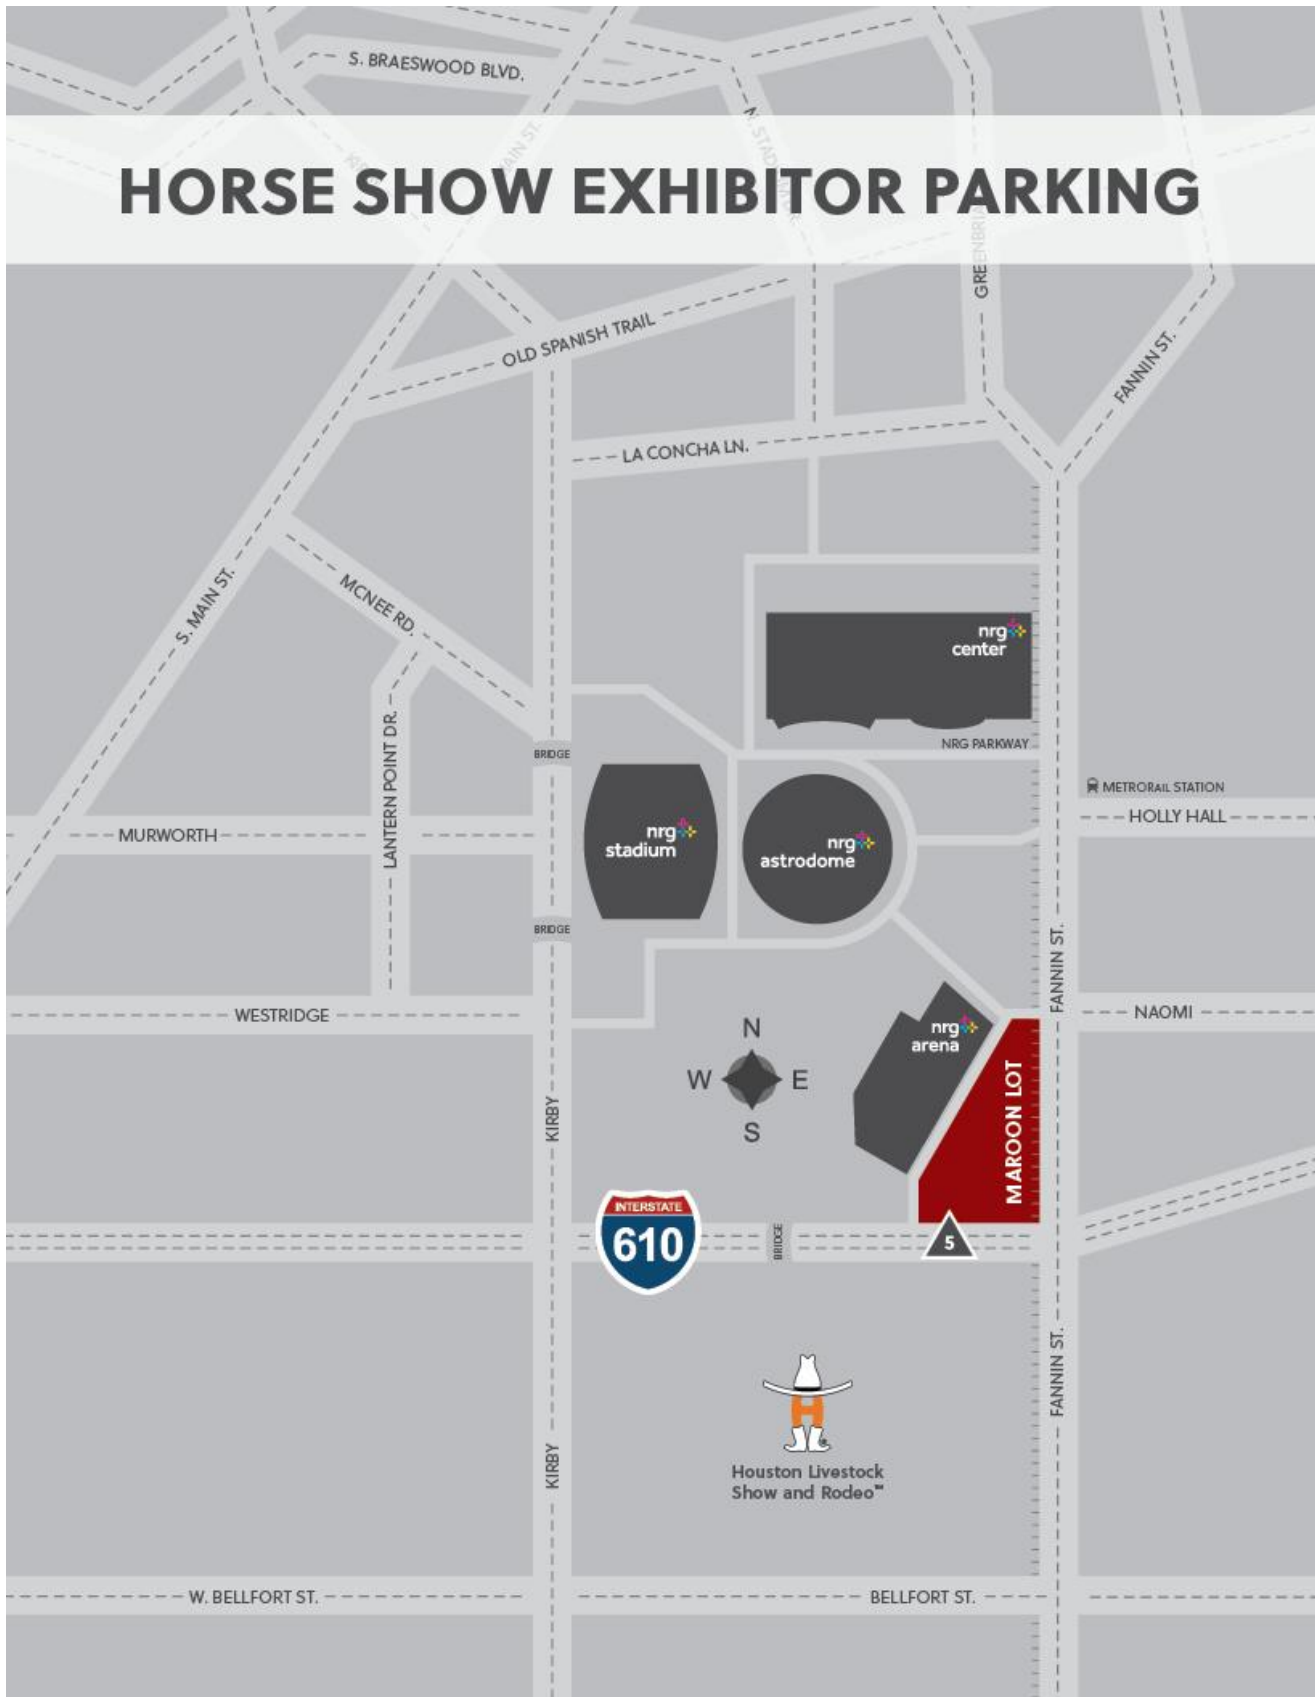 S. BRAESWOOD BLVD.
HORSE SHOW EXHIBITOR PARKING
OLD SPANISH TRAIL
FANNIN ST.
LA CONCHA LN.
S. MAIN ST.
MCNEE RD.
nrg
center
NRG PARKWAY
BRIDGE
LANTERN POINT DR.
METRORAIL STATION
HOLLY HALL
MURWORTH
nrg
stadium
nrg
astrodome
BRIDGE
FANNIN ST.
WESTRIDGE
NAOMI
nrg
arena
N
W
E
S
MAROON LOT
KIRBY
INTERSTATE
610
BRIDGE
5
FANNIN ST.
KIRBY
Houston Livestock
Show and Rodeo™
W. BELLFORT ST.
BELLFORT ST.